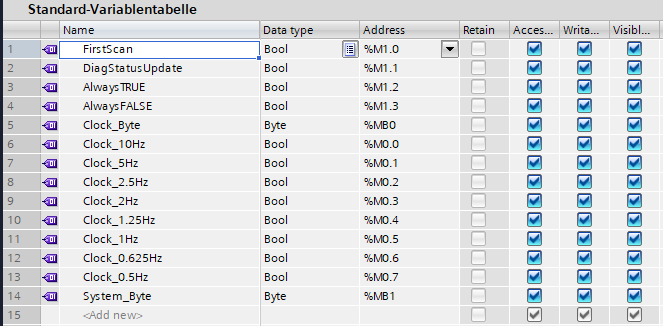 Standard-Variablentabelle
Name Data type Address Retain Acces... Writa... Visibl...
1 FirstScan Bool %M1.0
2 DiagStatusUpdate Bool %M1.1
3 AlwaysTRUE Bool %M1.2
4 AlwaysFALSE Bool %M1.3
5 Clock_Byte Byte %MB0
6 Clock_10Hz Bool %M0.0
7 Clock_5Hz Bool %M0.1
8 Clock_2.5Hz Bool %M0.2
9 Clock_2Hz Bool %M0.3
10 Clock_1.25Hz Bool %M0.4
11 Clock_1Hz Bool %M0.5
12 Clock_0.625Hz Bool %M0.6
13 Clock_0.5Hz Bool %M0.7
14 System_Byte Byte %MB1
15 <Add new>